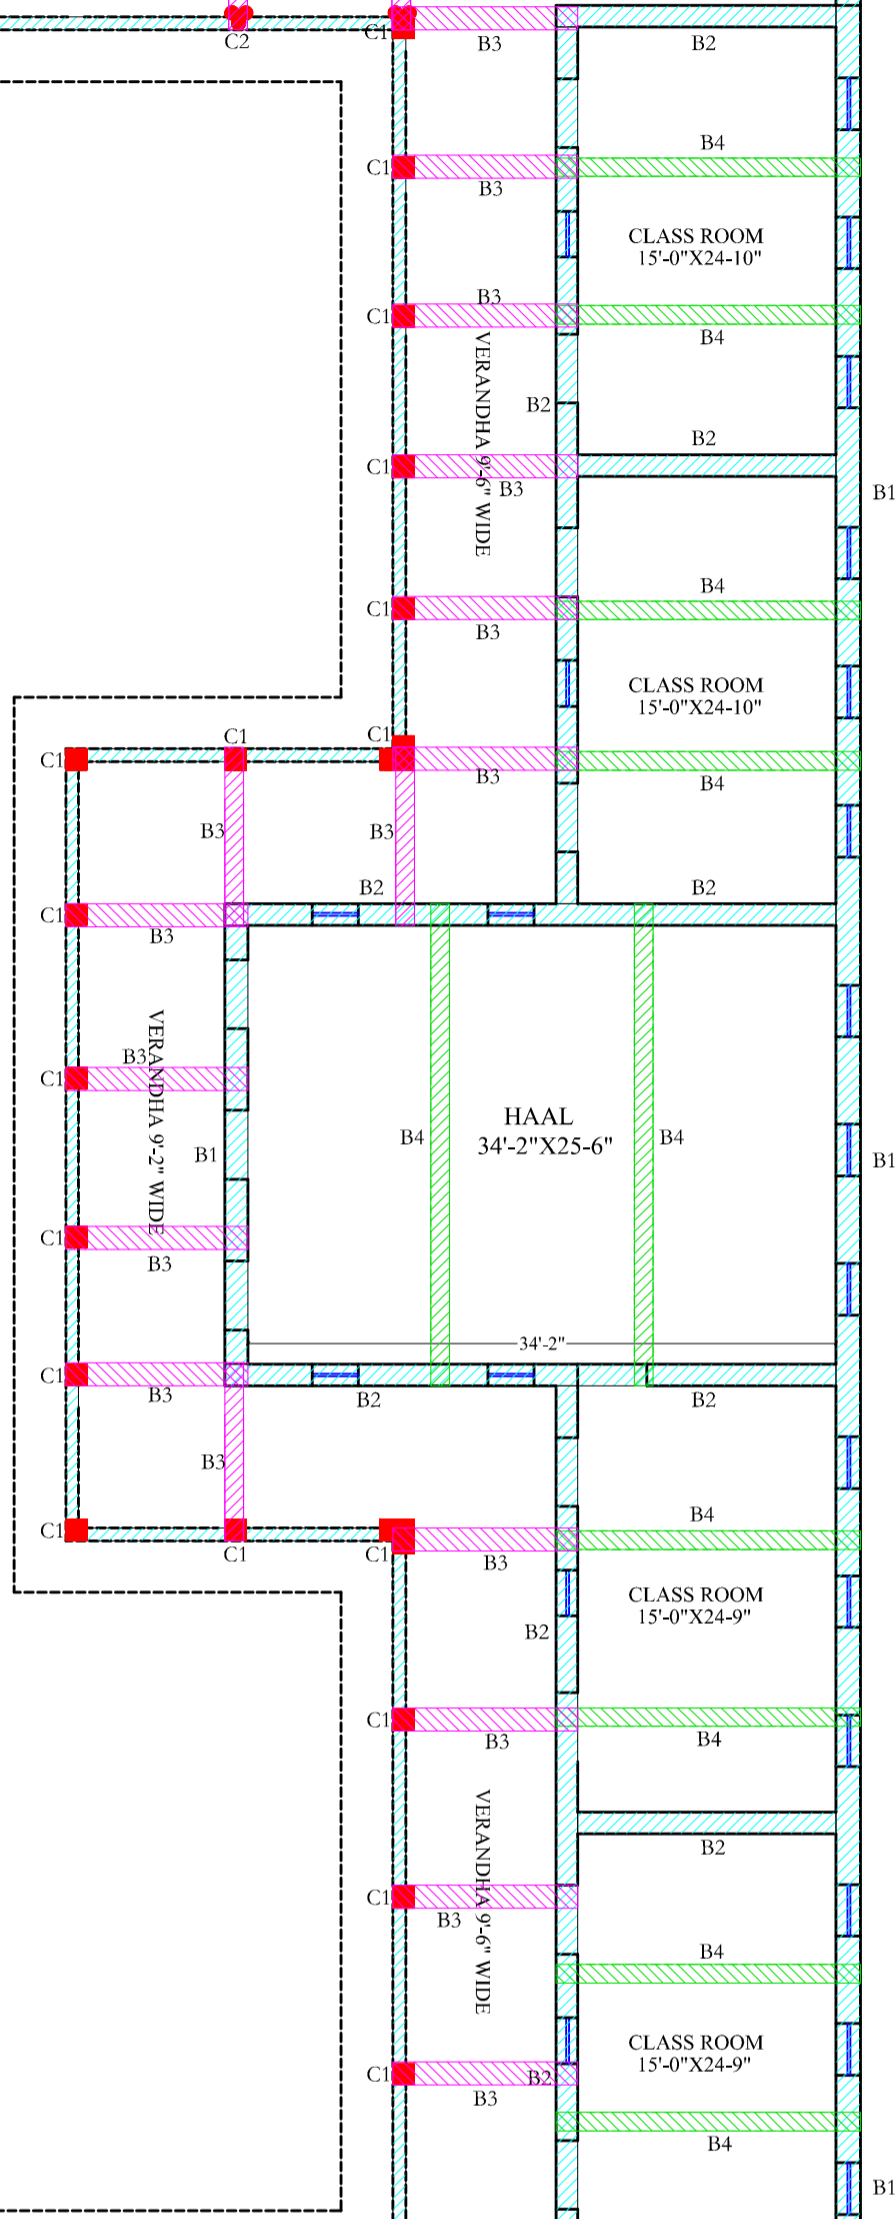 C1
C2
B3
B2
B4
C1
B3
CLASS ROOM
15'-0"X24-10"
B3
C1
B4
VERANDHA 9'-6" WIDE
B2
B2
C1
B3
B1
B4
C1
B3
CLASS ROOM
15'-0"X24-10"
C1
C1
C1
B3
B4
B3
B3
B2
B2
C1
B3
VERANDHA 9'-2" WIDE
B3
C1
HAAL
B4
B4
34'-2"X25-6"
B1
B1
C1
B3
34'-2"
C1
B3
B2
B2
B3
B4
C1
C1
C1
B3
CLASS ROOM
15'-0"X24-9"
B2
C1
B3
B4
VERANDHA 9'-6" WIDE
B2
C1
B3
B4
CLASS ROOM
15'-0"X24-9"
C1
B2
B3
B4
B1